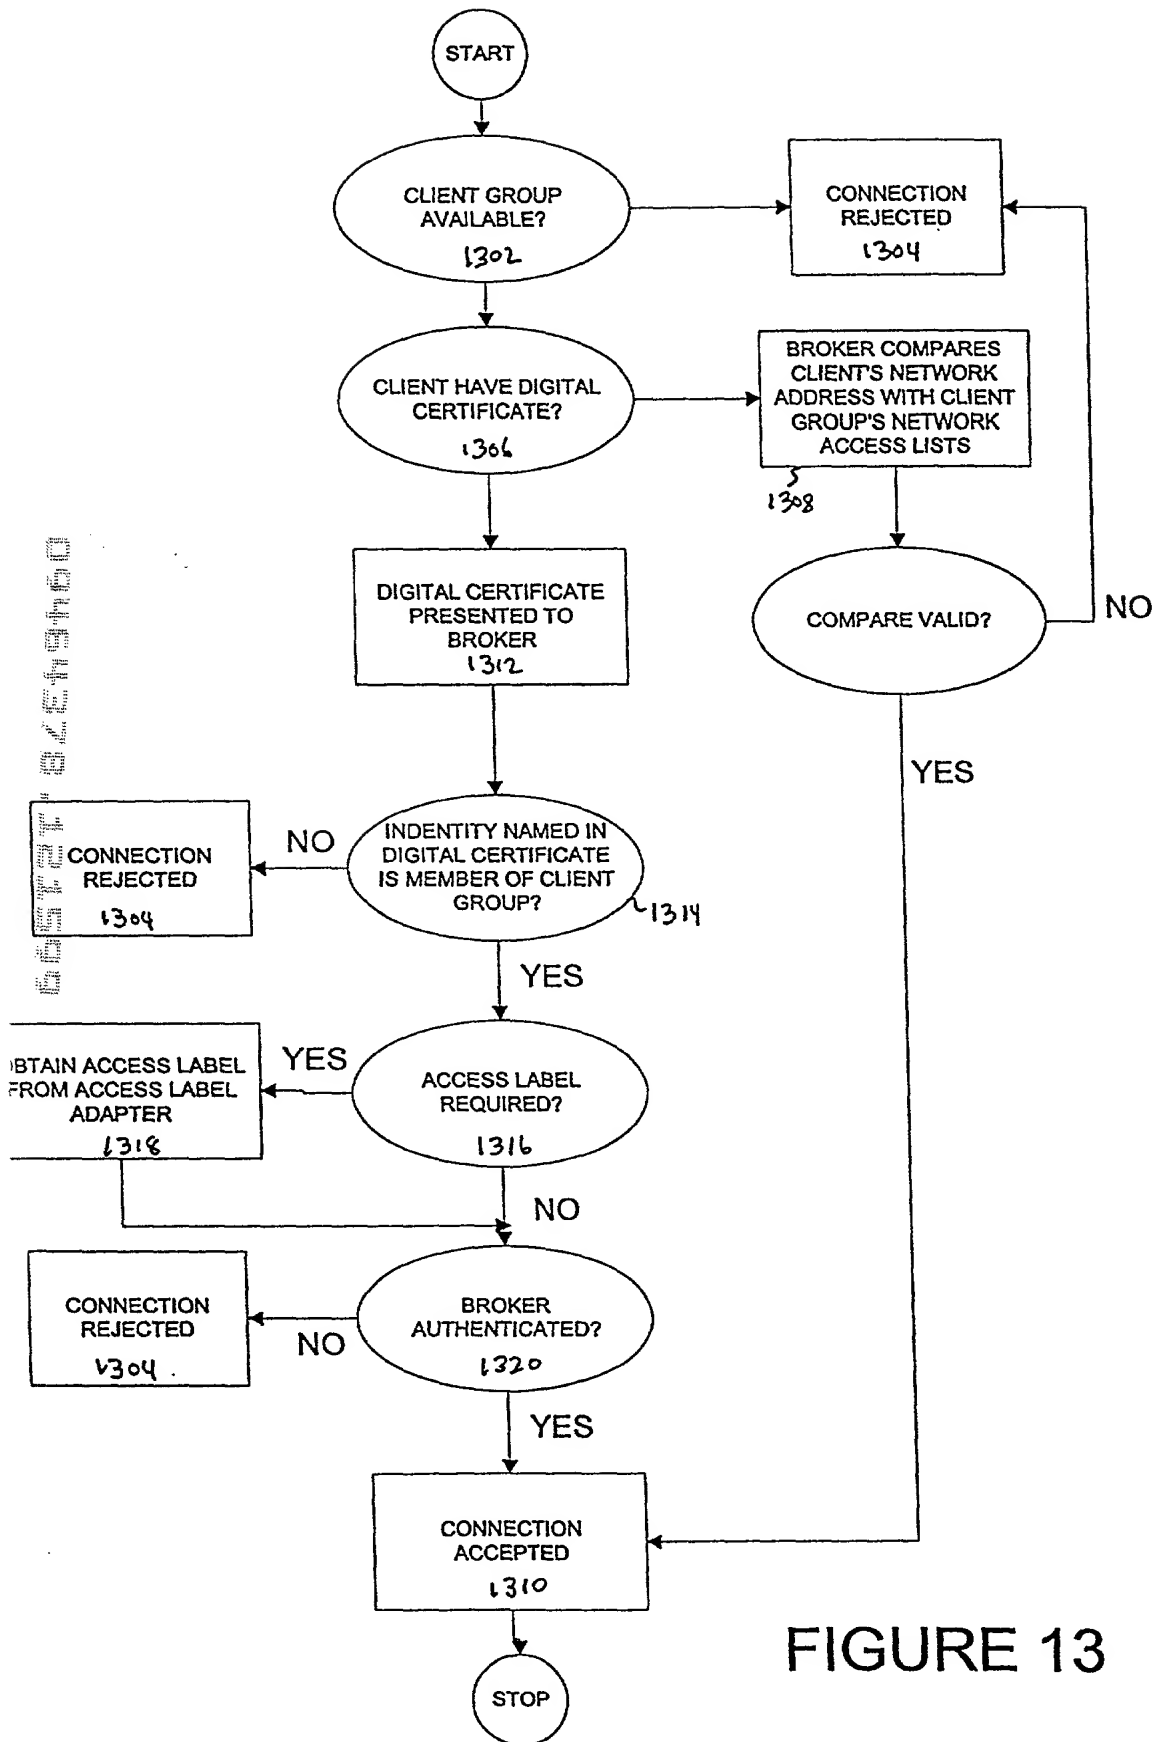 START
CLIENT GROUP
AVAILABLE?
1302
CONNECTION
REJECTED
1304
CLIENT HAVE DIGITAL
CERTIFICATE?
1306
BROKER COMPARES
CLIENT'S NETWORK
ADDRESS WITH CLIENT
GROUP'S NETWORK
ACCESS LISTS
1308
DIGITAL CERTIFICATE
PRESENTED TO
BROKER
1312
COMPARE VALID?
NO
YES
INDENTITY NAMED IN
DIGITAL CERTIFICATE
IS MEMBER OF CLIENT
GROUP?
1314
NO
CONNECTION
REJECTED
1304
YES
ACCESS LABEL
REQUIRED?
1316
YES
OBTAIN ACCESS LABEL
FROM ACCESS LABEL
ADAPTER
1318
NO
BROKER
AUTHENTICATED?
1320
NO
CONNECTION
REJECTED
1304
YES
CONNECTION
ACCEPTED
1310
STOP
FIGURE 13